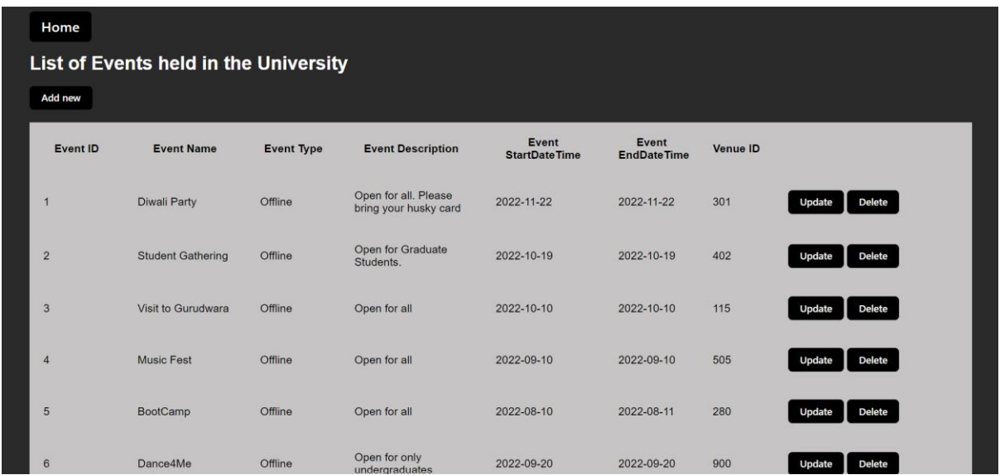 Home
List of Events held in the University
Add new
Event ID Event Name Event Type Event Description Event StartDateTime Event EndDateTime Venue ID
1 Diwali Party Offline Open for all. Please bring your husky card 2022-11-22 2022-11-22 301 Update Delete
2 Student Gathering Offline Open for Graduate Students. 2022-10-19 2022-10-19 402 Update Delete
3 Visit to Gurudwara Offline Open for all 2022-10-10 2022-10-10 115 Update Delete
4 Music Fest Offline Open for all 2022-09-10 2022-09-10 505 Update Delete
5 BootCamp Offline Open for all 2022-08-10 2022-08-11 280 Update Delete
6 Dance4Me Offline Open for only undergraduates 2022-09-20 2022-09-20 900 Update Delete